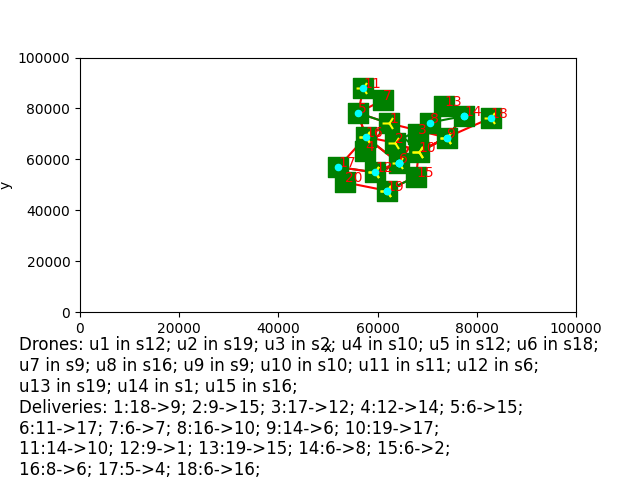 100000
80000
60000
40000
20000
0
y
0 20000 40000 60000 80000 100000
x
Drones: u1 in s12; u2 in s19; u3 in s2; u4 in s10; u5 in s12; u6 in s18;
u7 in s9; u8 in s16; u9 in s9; u10 in s10; u11 in s11; u12 in s6;
u13 in s19; u14 in s1; u15 in s16;
Deliveries: 1:18->9; 2:9->15; 3:17->12; 4:12->14; 5:6->15;
6:11->17; 7:6->7; 8:16->10; 9:14->6; 10:19->17;
11:14->10; 12:9->1; 13:19->15; 14:6->8; 15:6->2;
16:8->6; 17:5->4; 18:6->16;